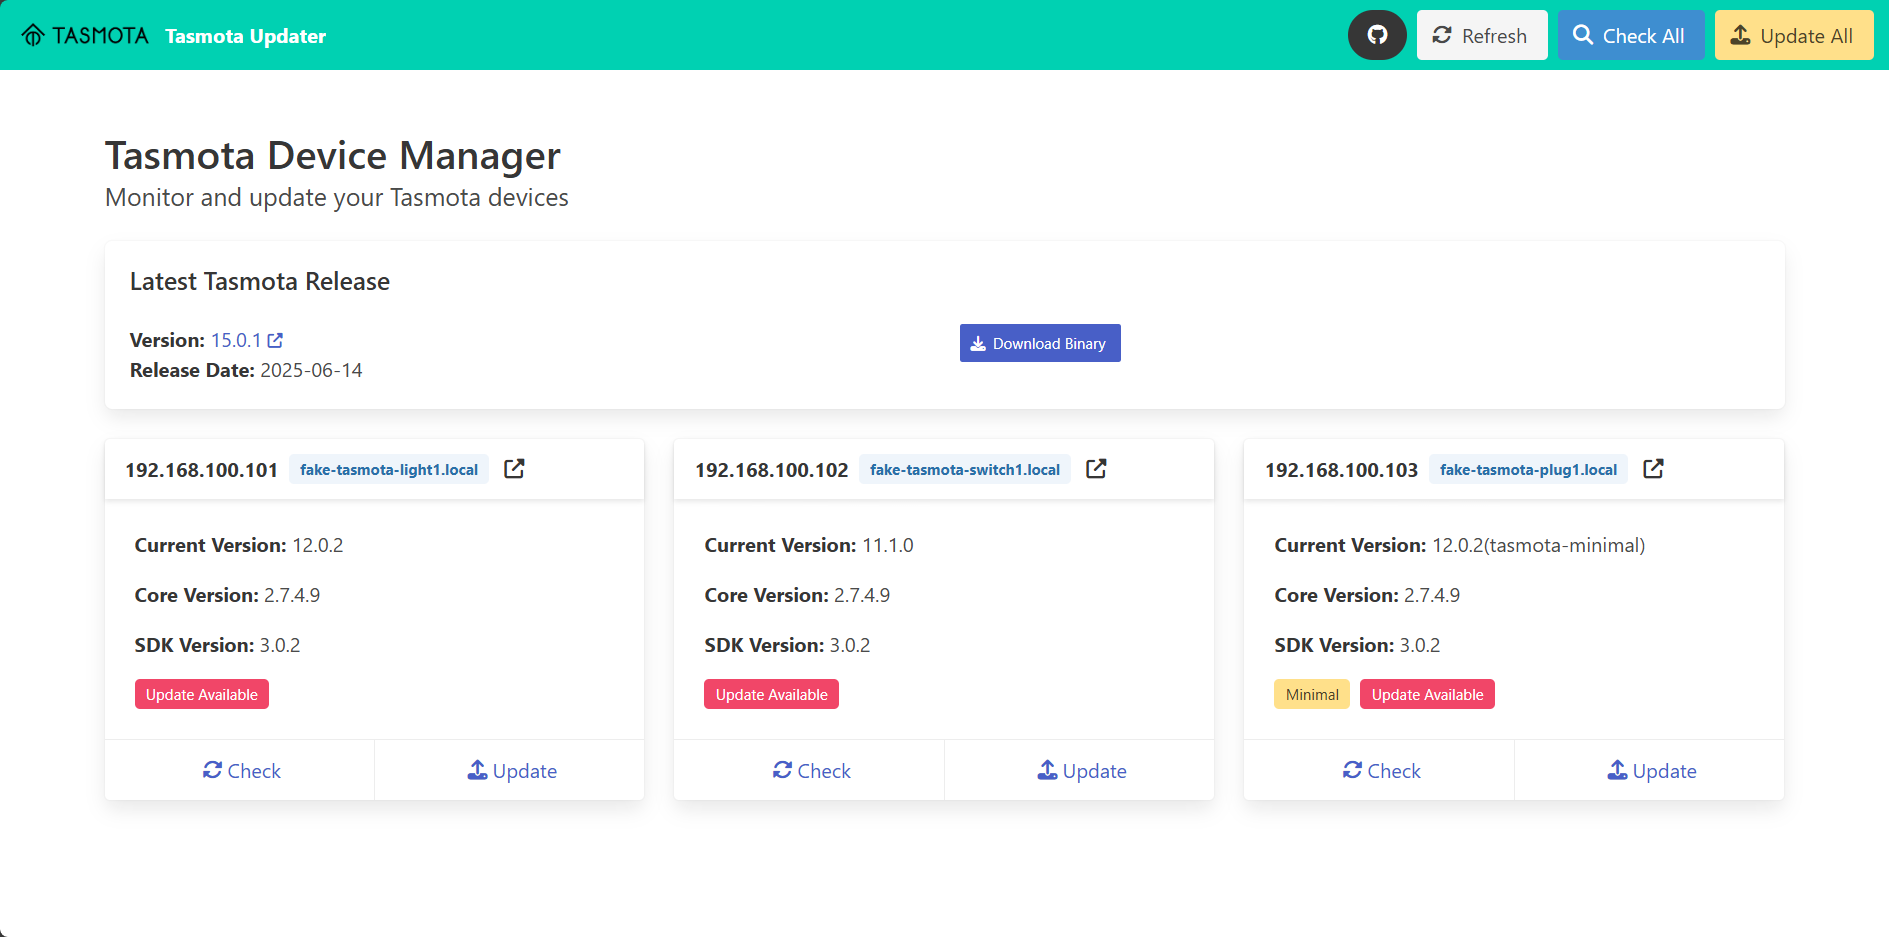 TASMOTA Tasmota Updater Refresh Check All Update All
Tasmota Device Manager
Monitor and update your Tasmota devices
Latest Tasmota Release
Version: 15.0.1
Release Date: 2025-06-14
Download Binary
192.168.100.101 fake-tasmota-light1.local
Current Version: 12.0.2
Core Version: 2.7.4.9
SDK Version: 3.0.2
Update Available
Check Update
192.168.100.102 fake-tasmota-switch1.local
Current Version: 11.1.0
Core Version: 2.7.4.9
SDK Version: 3.0.2
Update Available
Check Update
192.168.100.103 fake-tasmota-plug1.local
Current Version: 12.0.2(tasmota-minimal)
Core Version: 2.7.4.9
SDK Version: 3.0.2
Minimal Update Available
Check Update